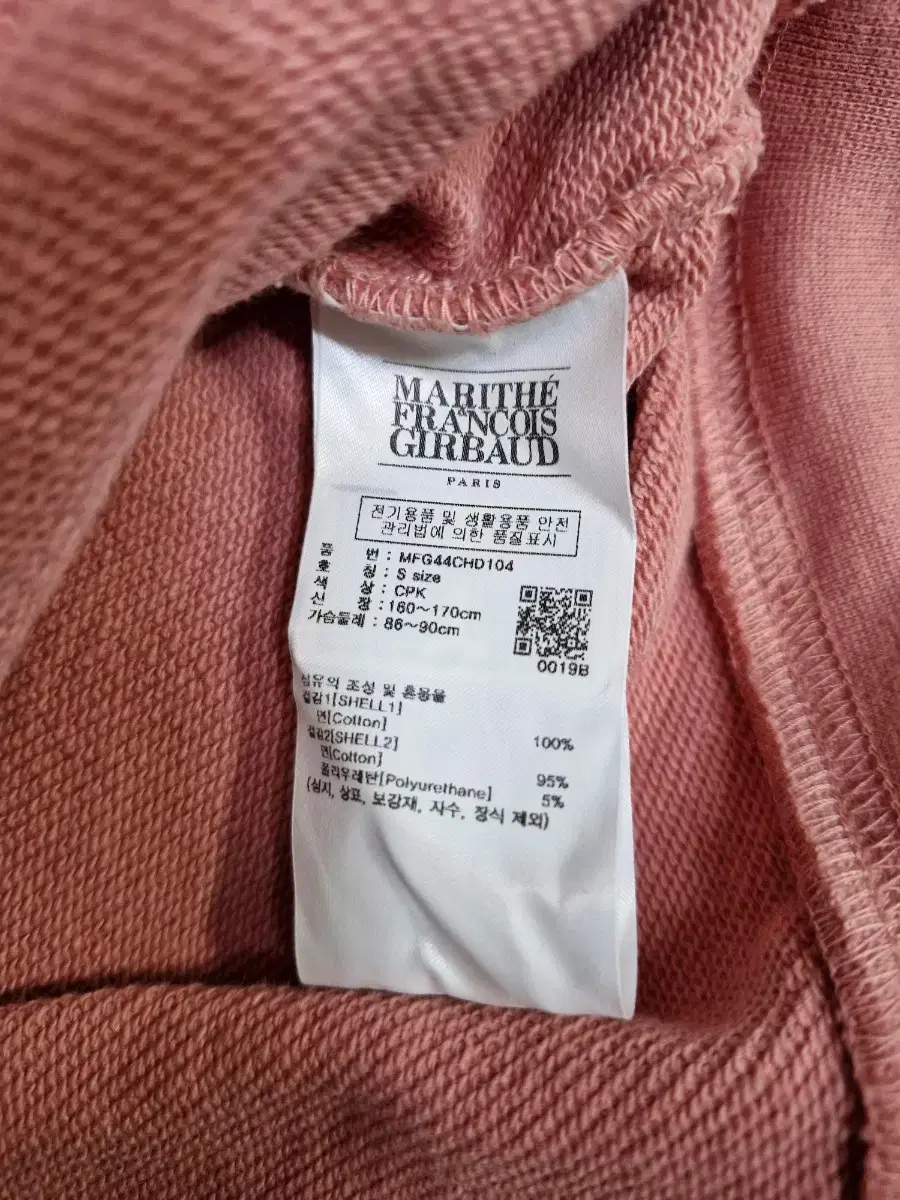 MARITHÉ
FRANCOIS
&
GIRBAUD
PARIS
전기용품 및 생활용품 안전
관리법에 의한 품질표시
품 번 : MFG44CHD104
호 칭 : S size
색 상 : CPK
신 장 : 160~170cm
가슴둘레 : 86~90cm
0019B
섬유의 조성 및 혼용율
겉감1[SHELL1]
면[Cotton] 100%
겉감2[SHELL2]
면[Cotton] 95%
폴리우레탄[Polyurethane] 5%
(심지, 상표, 보강재, 자수, 장식 제외)